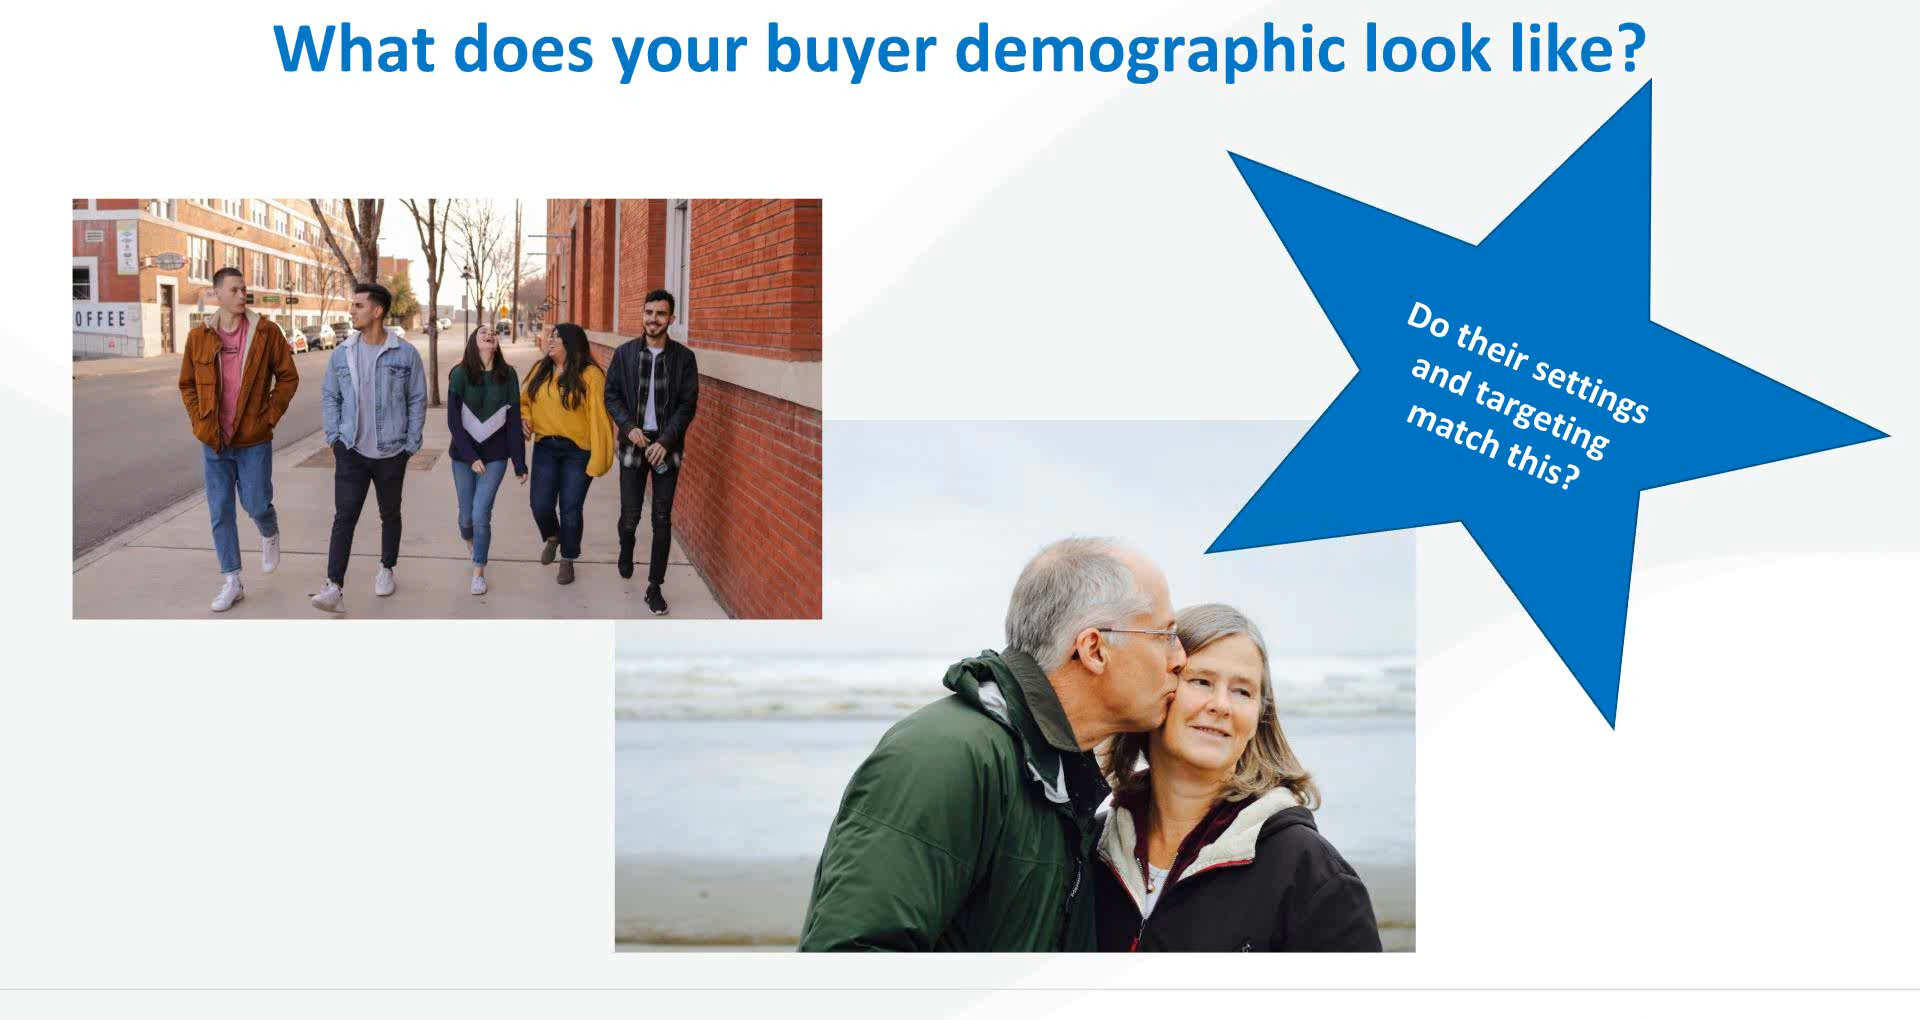 What does your buyer demographic look like?
OFFEE
Do their settings
and targeting
match this?